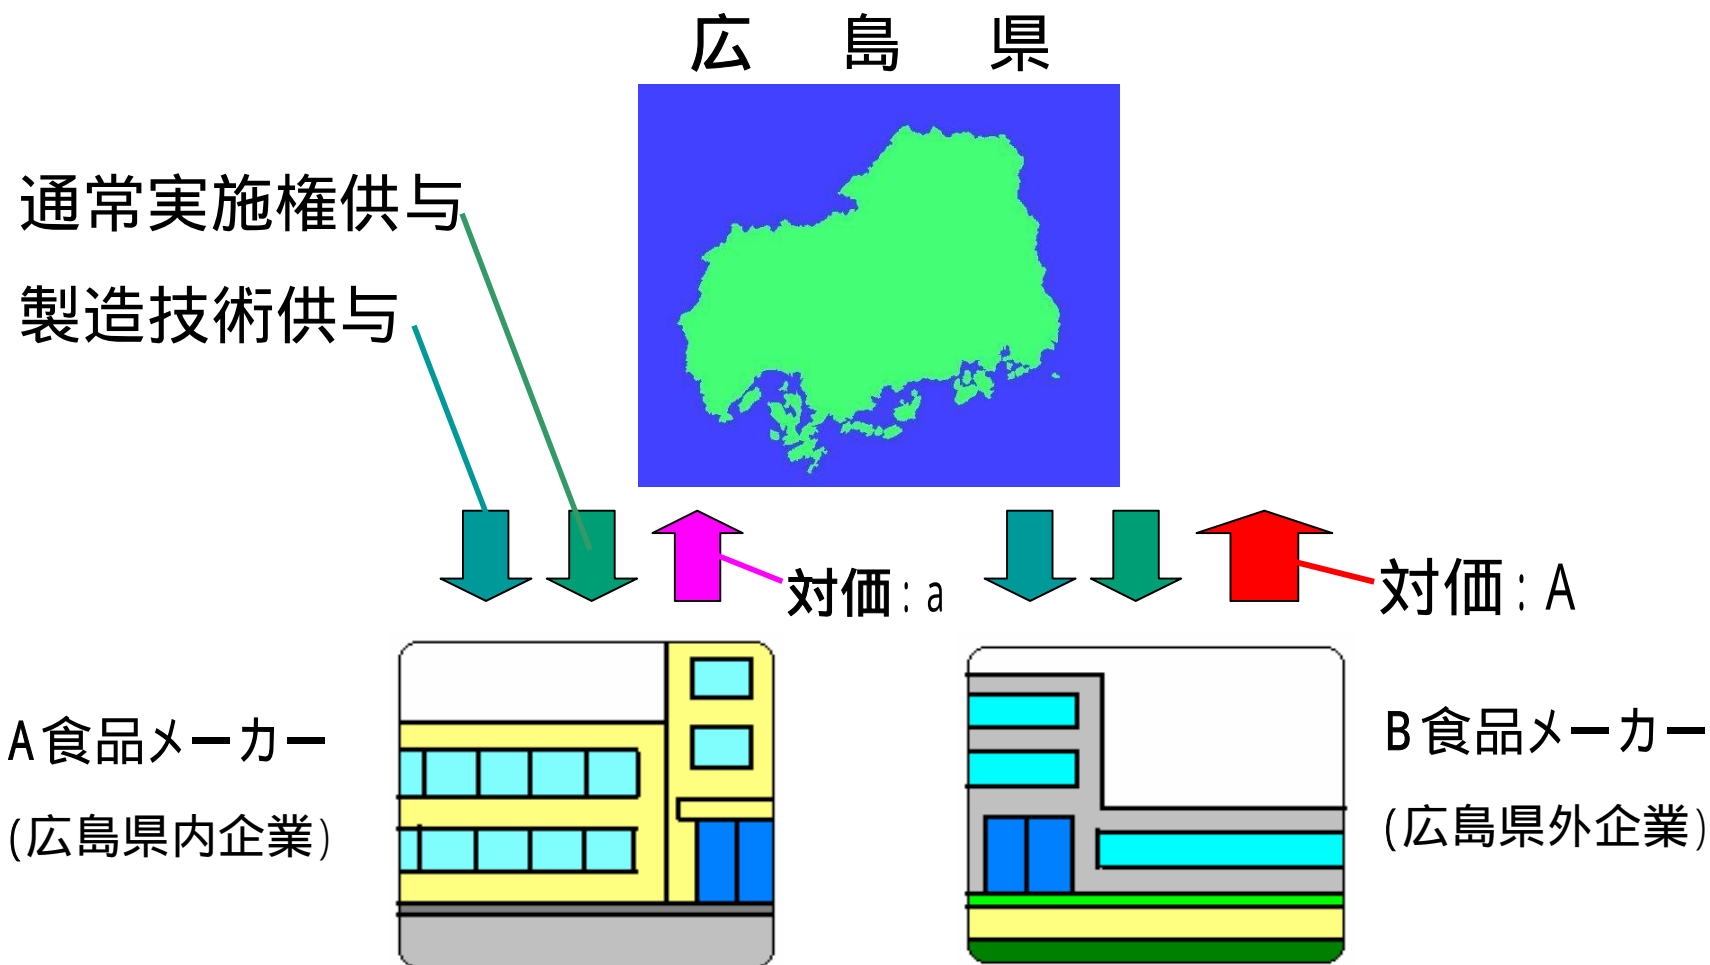 広島県
通常実施権供与
製造技術供与
対価：a
対価：A
A食品メーカー
(広島県内企業)
B食品メーカー
(広島県外企業)